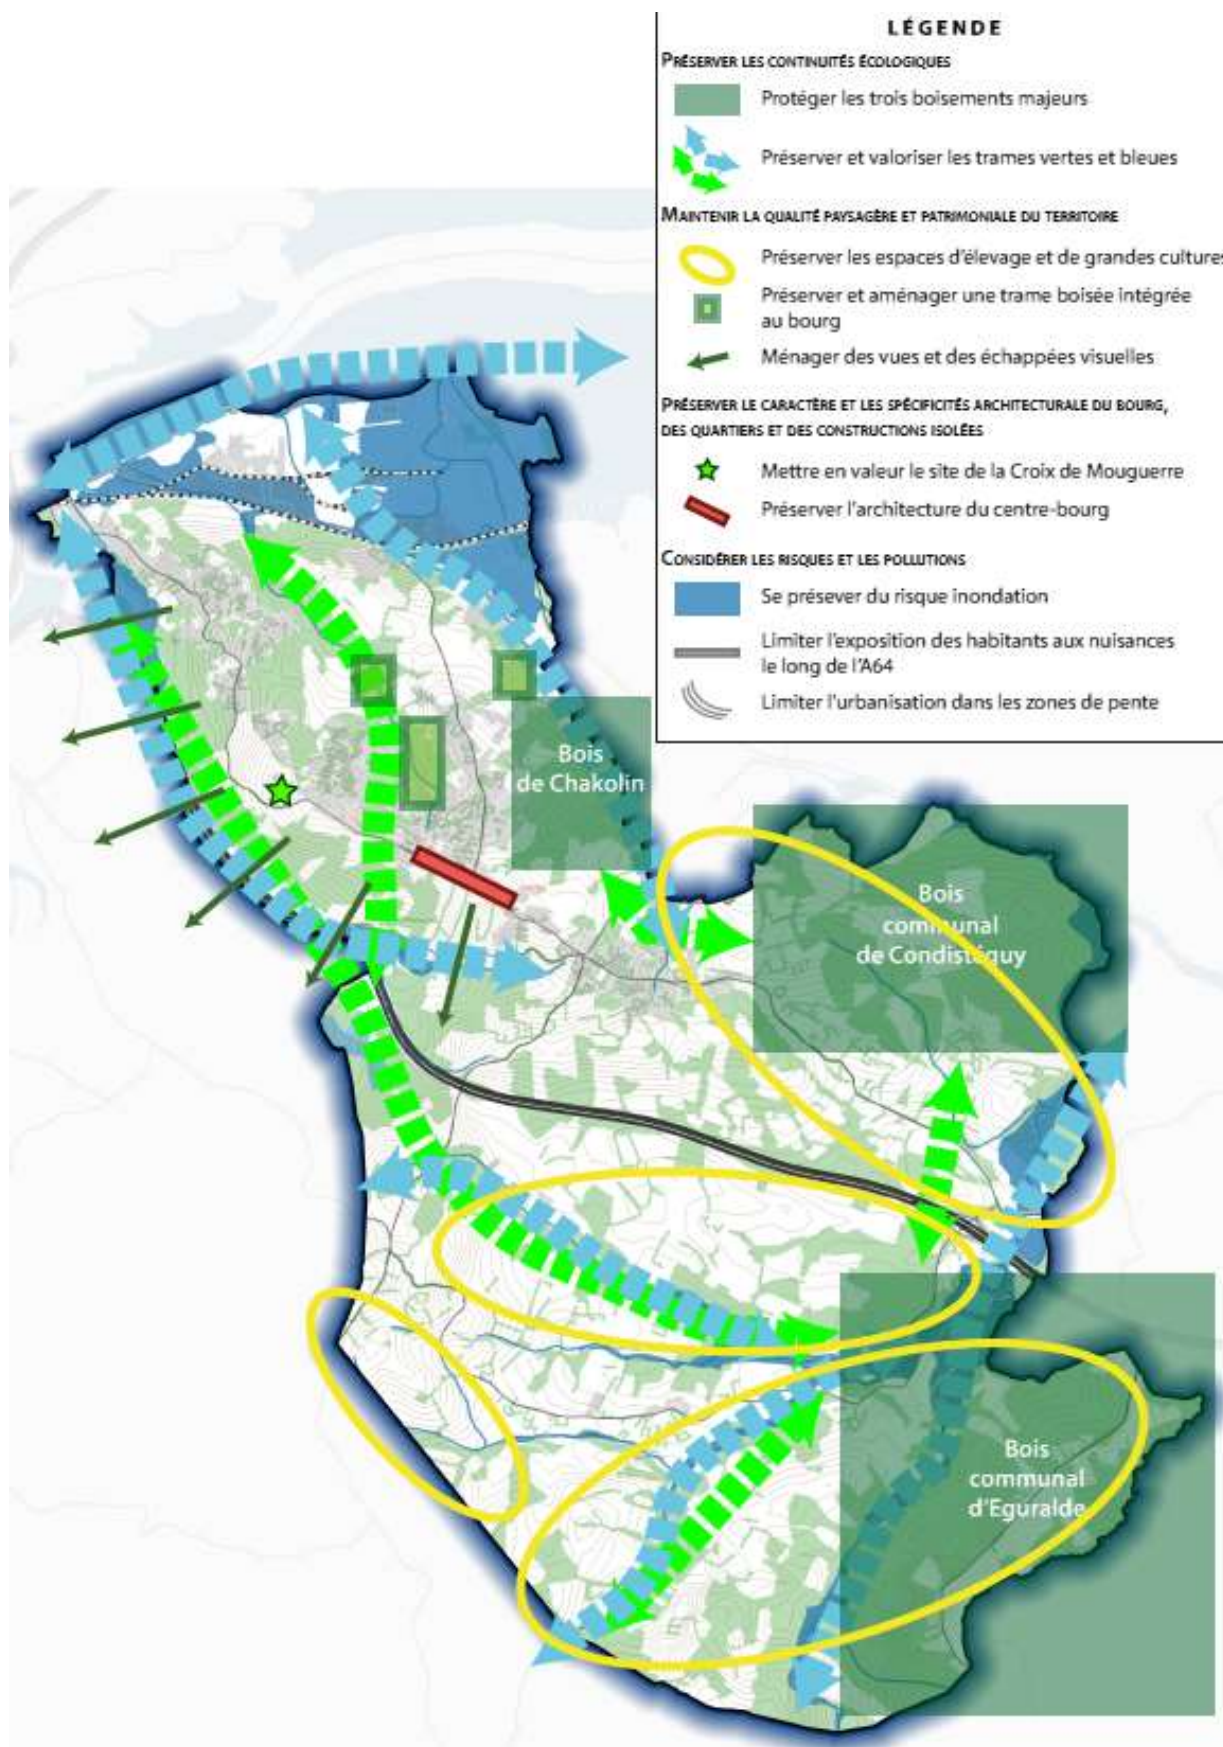 LÉGENDE
PRÉSERVER LES CONTINUITÉS ÉCOLOGIQUES
Protéger les trois boisements majeurs
Préserver et valoriser les trames vertes et bleues
MAINTENIR LA QUALITÉ PAYSAGÈRE ET PATRIMONIALE DU TERRITOIRE
Préserver les espaces d'élevage et de grandes cultures
Préserver et aménager une trame boisée intégrée
au bourg
Ménager des vues et des échappées visuelles
PRÉSERVER LE CARACTÈRE ET LES SPÉCIFICITÉS ARCHITECTURALE DU BOURG,
DES QUARTIERS ET DES CONSTRUCTIONS ISOLÉES
Mettre en valeur le site de la Croix de Mouguerre
Préserver l'architecture du centre-bourg
CONSIDÉRER LES RISQUES ET LES POLLUTIONS
Se présever du risque inondation
Limiter l'exposition des habitants aux nuisances
le long de l'A64
Limiter l'urbanisation dans les zones de pente
Bois
de Chakolin
Bois
communal
de Condistéguy
Bois
communal
d'Eguralde